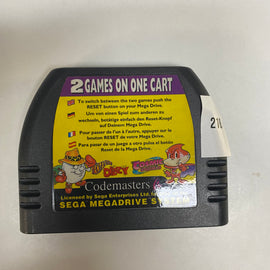 2 GAMES ON ONE CART
To switch between the two games push the
RESET button on your Mega Drive.
Um von einem Spiel zum anderen zu
wechseln, betätige einfach den Reset-Knopf
auf Deinem Mega Drive.
Pour passer de l'un à l'autre, appuyer sur le
bouton RESET de votre Mega Drive.
Para pasar de un juego a otro pulsa el botón
Reset de la Mega Drive.
DIZZY
Codemasters
Licensed by Sega Enterprises Ltd.
SEGA MEGADRIVE
210